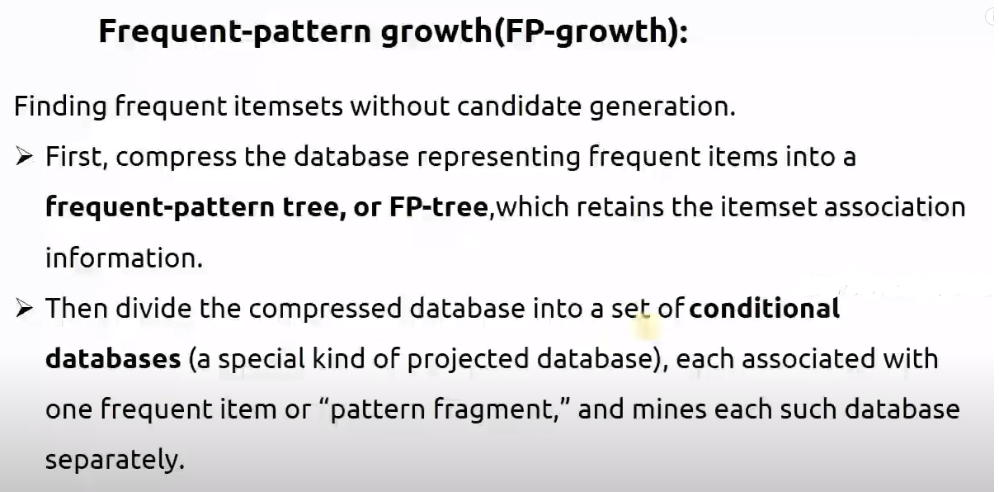 Frequent-pattern growth(FP-growth):
Finding frequent itemsets without candidate generation.
➢ First, compress the database representing frequent items into a
frequent-pattern tree, or FP-tree,which retains the itemset association
information.
➢ Then divide the compressed database into a set of conditional
databases (a special kind of projected database), each associated with
one frequent item or “pattern fragment,” and mines each such database
separately.